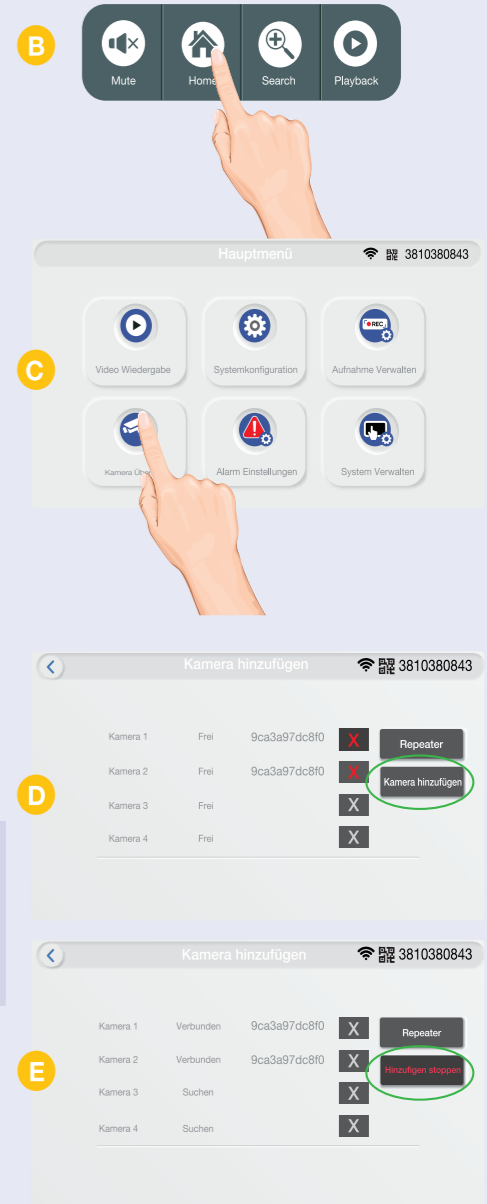 B
Mute Home Search Playback
Hauptmenü 3810380843
C
Video Wiedergabe Systemkonfiguration Aufnahme Verwalten
REC
Kamera Alarm Einstellungen System Verwalten
Kamera hinzufügen 3810380843
D
Kamera 1 Frei 9ca3a97dc8f0 X Repeater
Kamera 2 Frei 9ca3a97dc8f0 X Kamera hinzufügen
Kamera 3 Frei X
Kamera 4 Frei X
Kamera hinzufügen 3810380843
E
Kamera 1 Verbunden 9ca3a97dc8f0 X Repeater
Kamera 2 Verbunden 9ca3a97dc8f0 X Hinzufigen stoppen
Kamera 3 Suchen X
Kamera 4 Suchen X